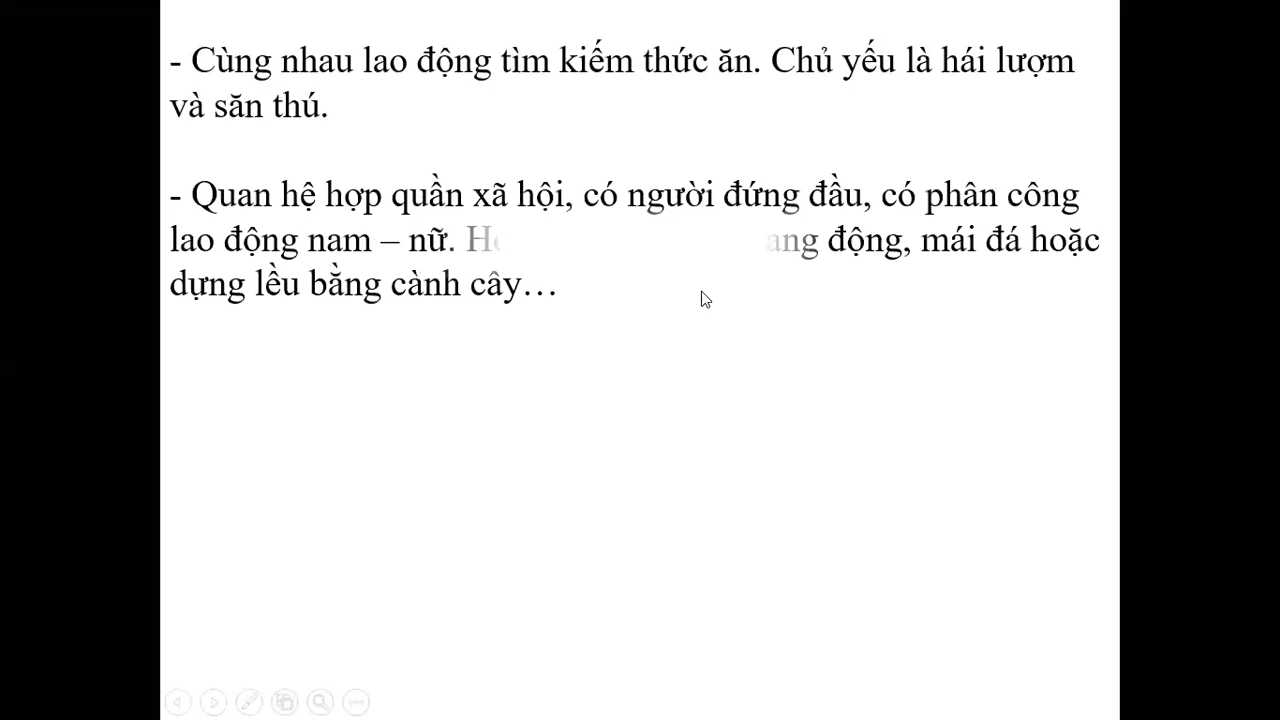 - Cùng nhau lao động tìm kiếm thức ăn. Chủ yếu là hái lượm
và săn thú.
- Quan hệ hợp quần xã hội, có người đứng đầu, có phân công
lao động nam – nữ. động, mái đá hoặc
dựng lều bằng cành cây…